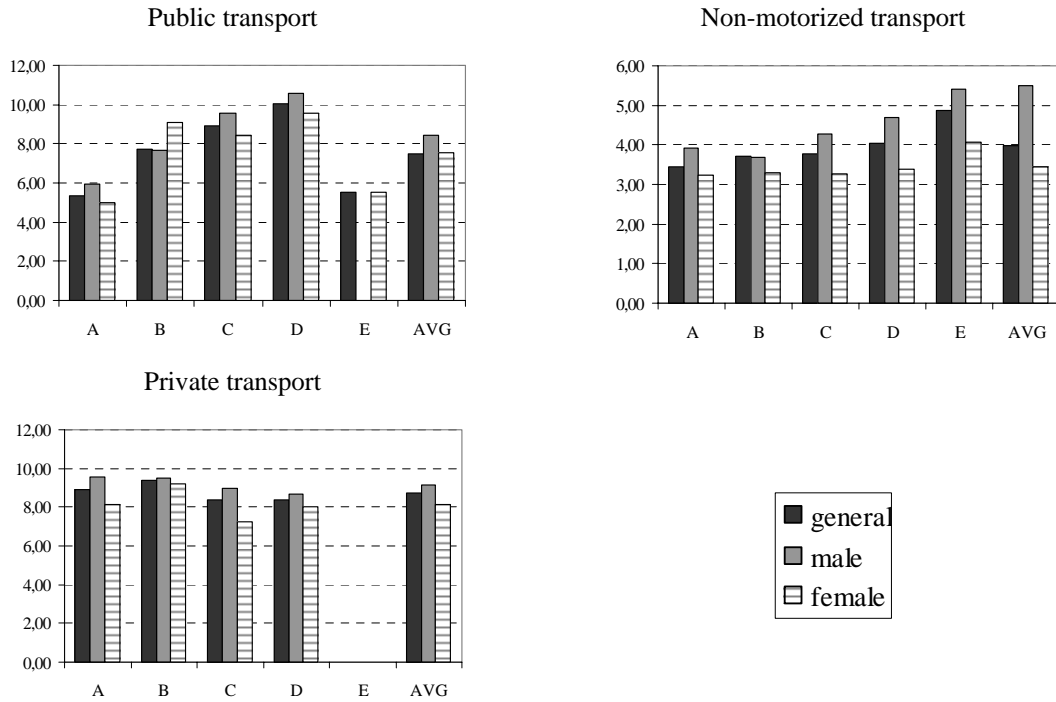 Public transport
12,00
10,00
8,00
6,00
4,00
2,00
0,00
A B C D E AVG
Non-motorized transport
6,00
5,00
4,00
3,00
2,00
1,00
0,00
A B C D E AVG
Private transport
12,00
10,00
8,00
6,00
4,00
2,00
0,00
A B C D E AVG
general
male
female